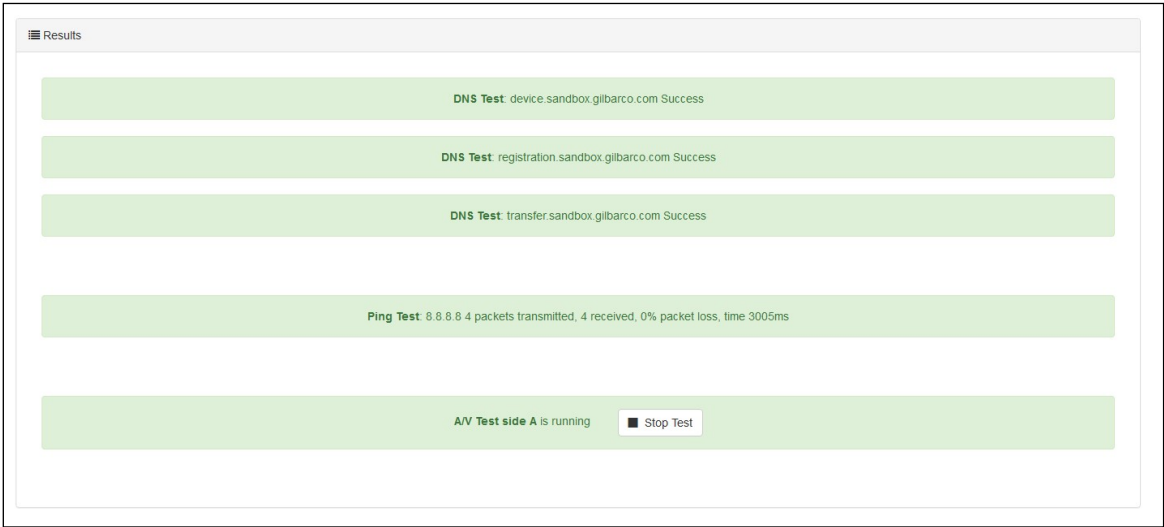 Results
DNS Test: device.sandbox.gilbarco.com Success
DNS Test: registration.sandbox.gilbarco.com Success
DNS Test: transfer.sandbox.gilbarco.com Success
Ping Test: 8.8.8.8 4 packets transmitted, 4 received, 0% packet loss, time 3005ms
A/V Test side A is running Stop Test